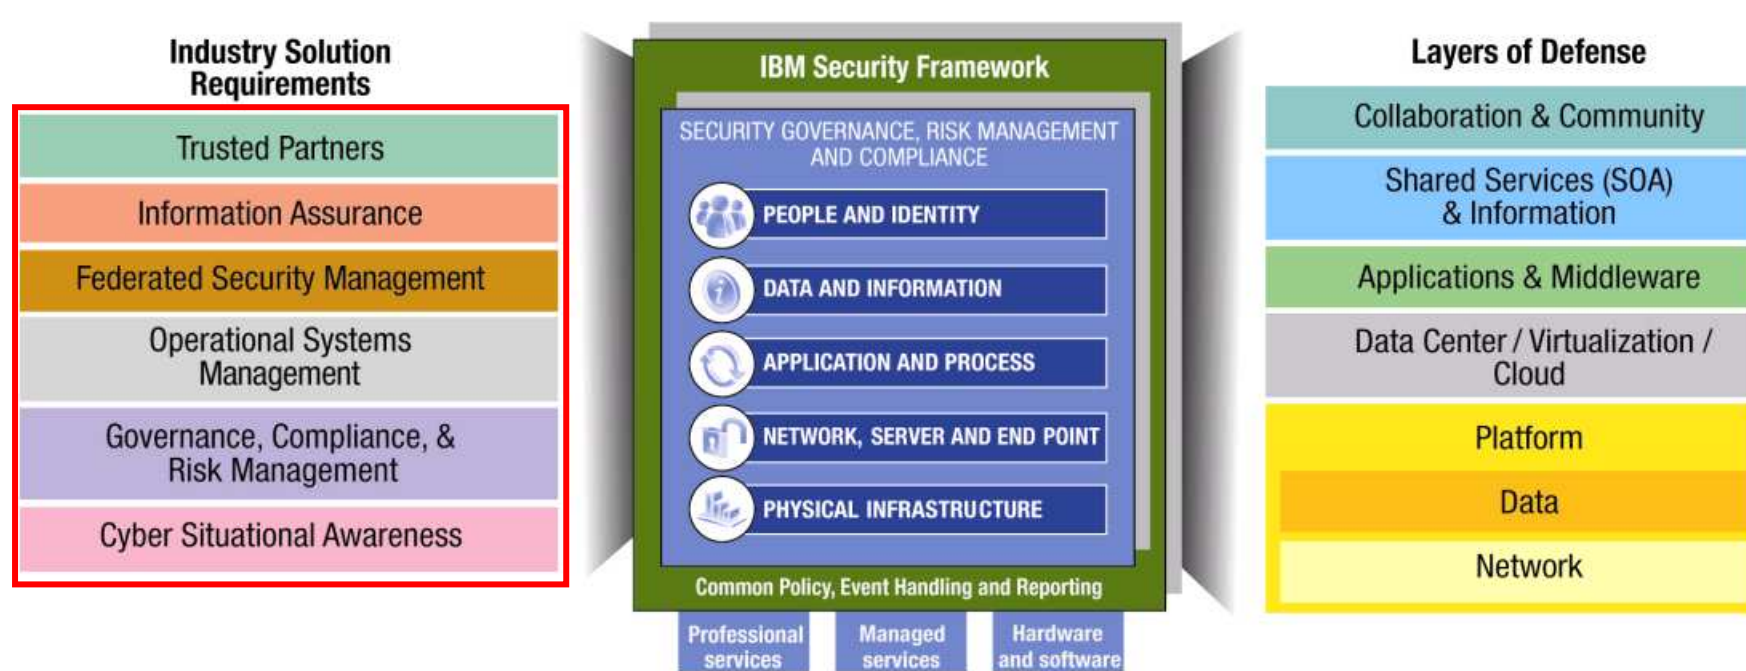 Industry Solution
Requirements
Trusted Partners
Information Assurance
Federated Security Management
Operational Systems
Management
Governance, Compliance, &
Risk Management
Cyber Situational Awareness
IBM Security Framework
SECURITY GOVERNANCE, RISK MANAGEMENT
AND COMPLIANCE
PEOPLE AND IDENTITY
DATA AND INFORMATION
APPLICATION AND PROCESS
NETWORK, SERVER AND END POINT
PHYSICAL INFRASTRUCTURE
Common Policy, Event Handling and Reporting
Professional
services
Managed
services
Hardware
and software
Layers of Defense
Collaboration & Community
Shared Services (SOA)
& Information
Applications & Middleware
Data Center / Virtualization /
Cloud
Platform
Data
Network